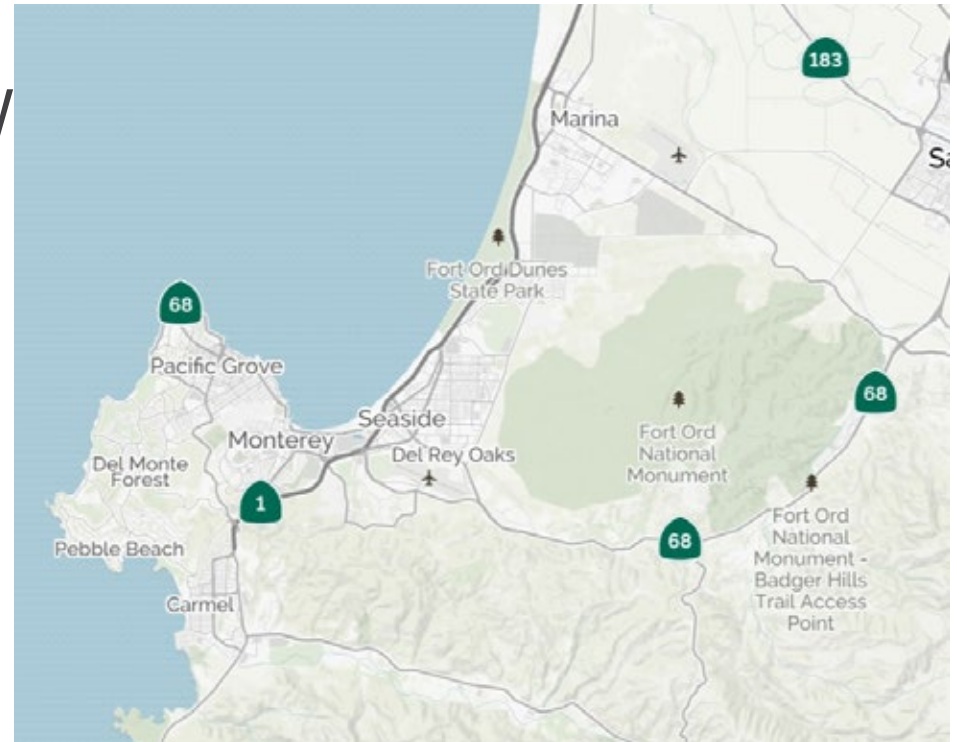 183
Marina
Fort Ord Dunes
State Park
68
Pacific Grove
68
Seaside
Monterey
Fort Ord
National
Monument
Del Rey Oaks
Del Monte
Forest
1
Fort Ord
National
Monument -
Badger Hills
Trail Access
Point
68
Pebble Beach
Carmel